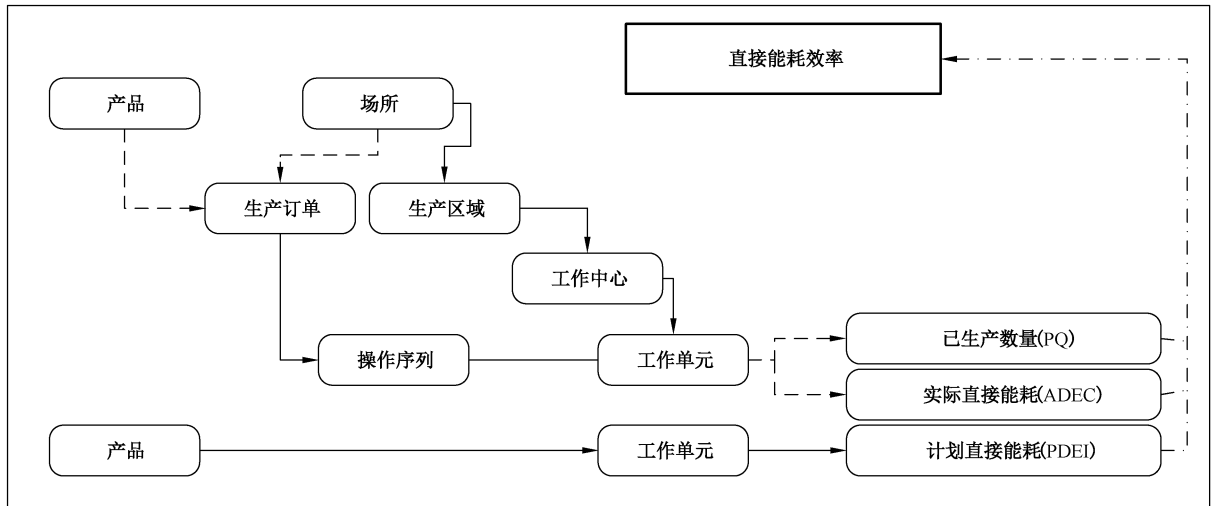 直接能耗效率
产品
场所
生产订单
生产区域
工作中心
操作序列
工作单元
已生产数量(PQ)
实际直接能耗(ADEC)
产品
工作单元
计划直接能耗(PDEI)